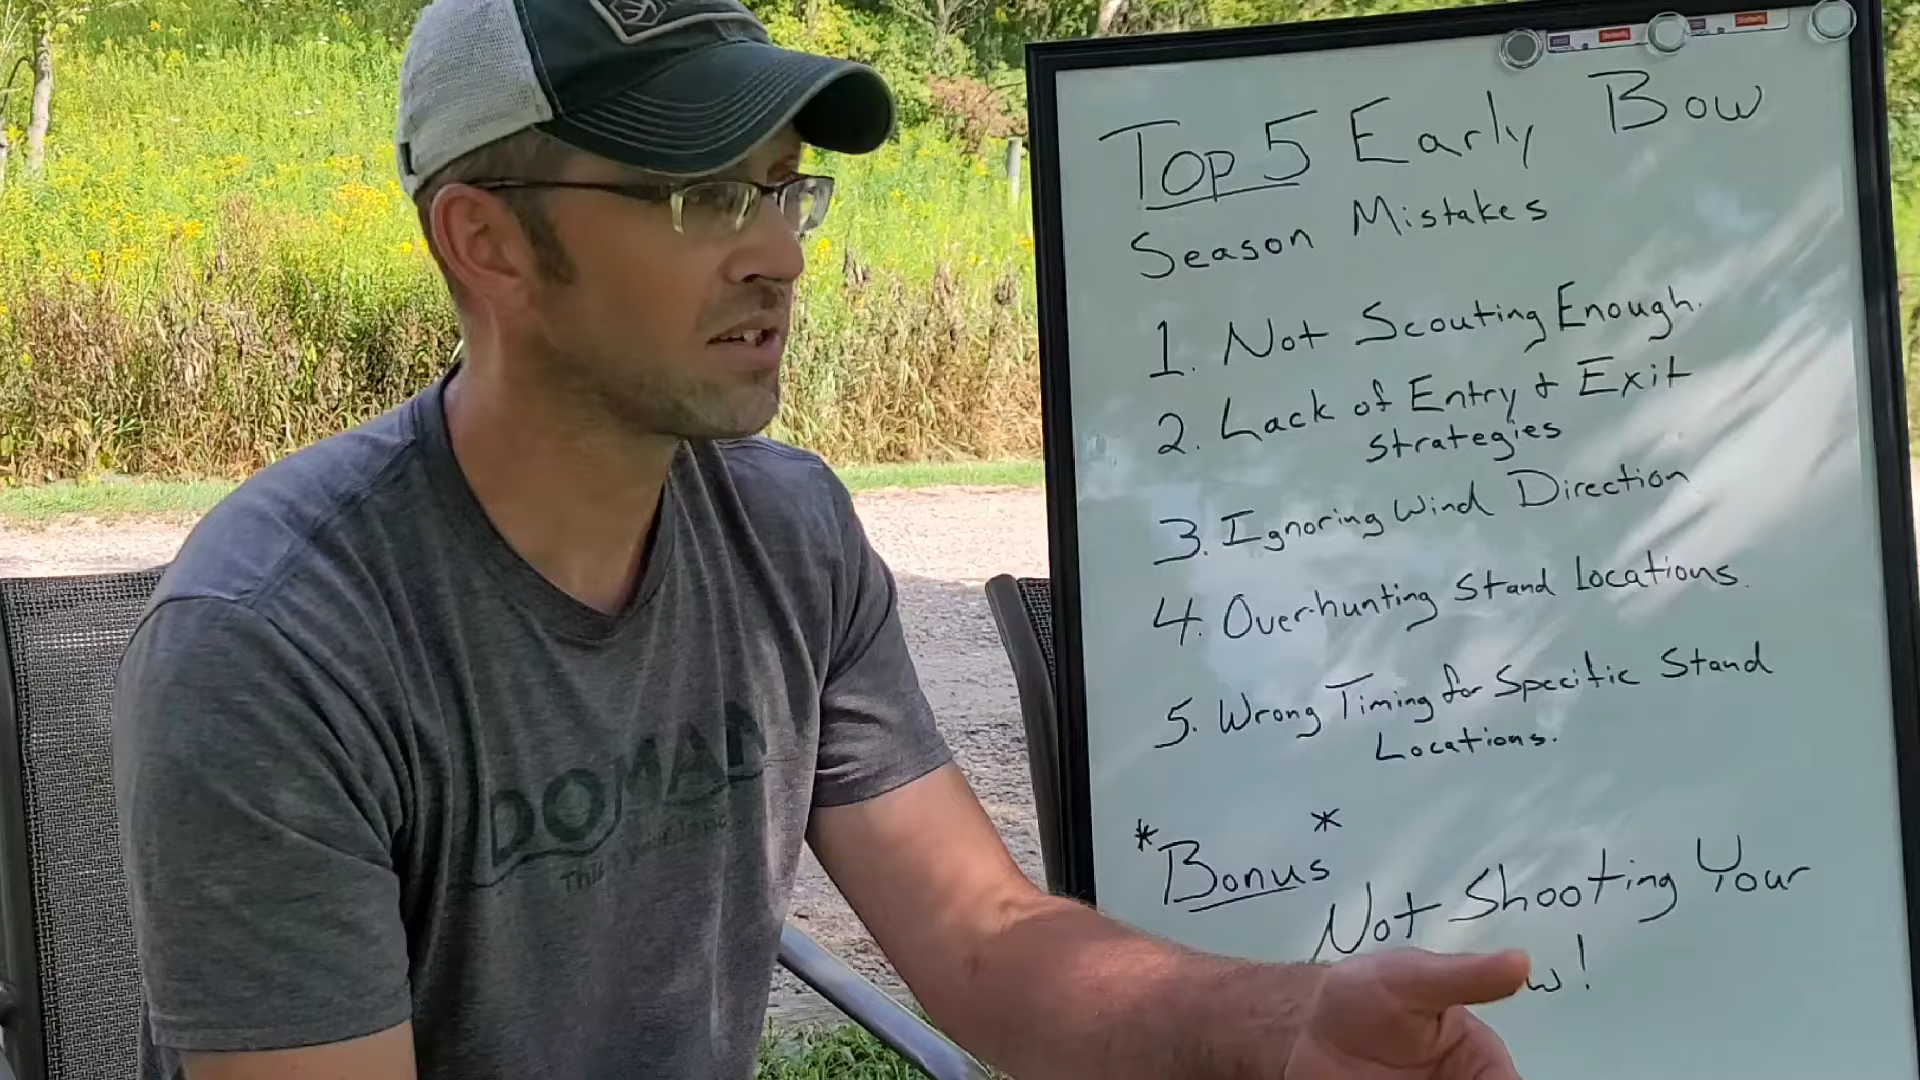 Top 5 Early Bow
Season Mistakes
1. Not Scouting Enough.
2. Lack of Entry & Exit
Strategies
3. Ignoring Wind Direction
4. Over-hunting Stand Locations.
5. Wrong Timing for Specific Stand
Locations.
*Bonus*
Not Shooting Your
w!
DOMAIN